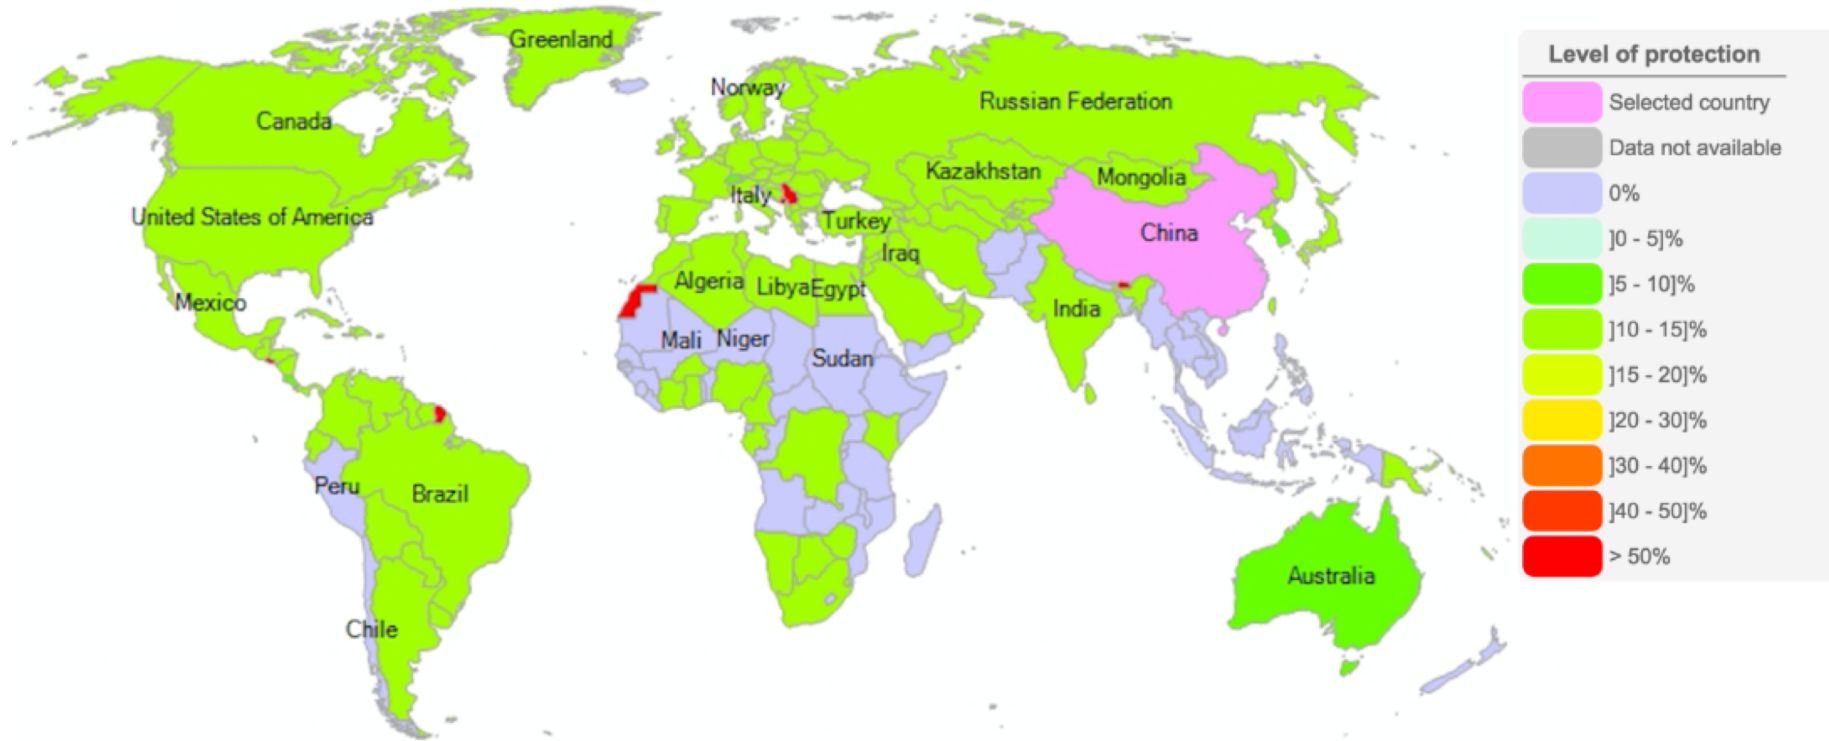 Greenland
Norway
Russian Federation
Canada
Kazakhstan
Mongolia
Italy
United States of America
Turkey
China
Iraq
Algeria
Libya
Egypt
Mexico
India
Mali
Niger
Sudan
Peru
Brazil
Australia
Chile
Level of protection
Selected country
Data not available
0%
]0 - 5]%
]5 - 10]%
]10 - 15]%
]15 - 20]%
]20 - 30]%
]30 - 40]%
]40 - 50]%
> 50%